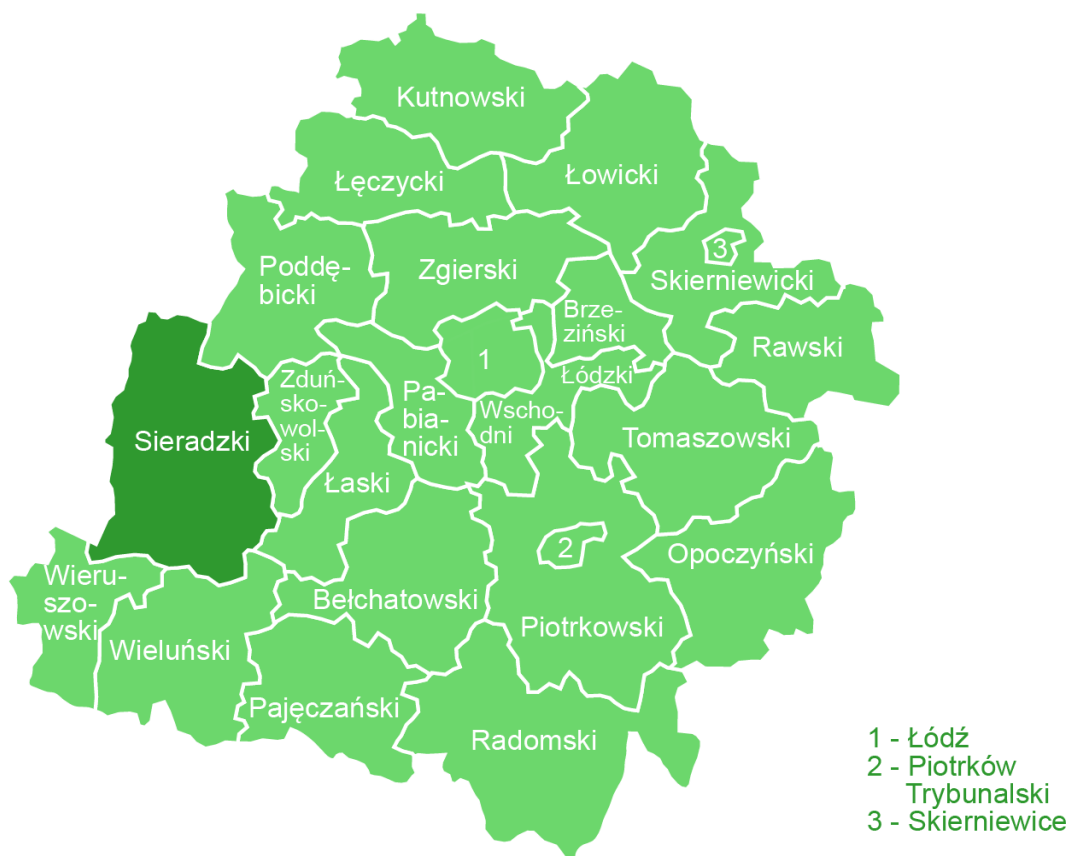 Kutnowski
Łęczycki
Łowicki
3
Poddę-
bicki
Zgierski
Skierniewicki
Brze-
ziński
Rawski
1
Łódzki
Zduń-
sko-
wol-
ski
Pa-
bia-
nicki
Wscho-
dni
Sieradzki
Tomaszowski
Łaski
2
Opoczyński
Wieru-
szo-
wski
Bełchatowski
Piotrkowski
Wieluński
Pajęczański
Radomski
1 - Łódź
2 - Piotrków
Trybunalski
3 - Skierniewice